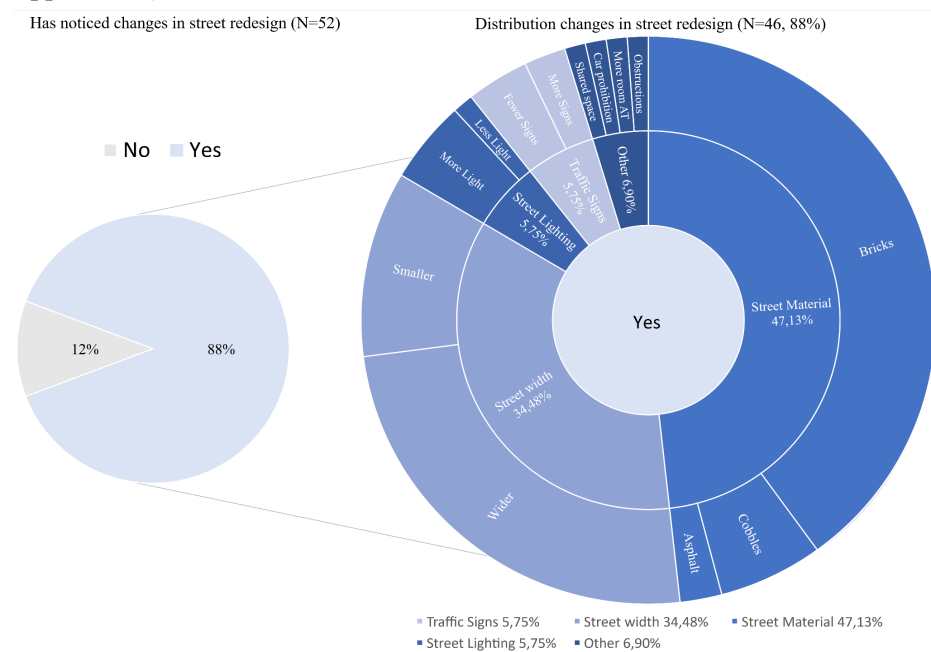 Has noticed changes in street redesign (N=52)
Distribution changes in street redesign (N=46, 88%)
No
Yes
12%
88%
Yes
Street Material
47,13%
Bricks
Cobbles
Asphalt
Street width
34,48%
Wider
Smaller
Street Lighting
5,75%
More Light
Less Light
Traffic Signs
5,75%
Fewer Signs
More Signs
Other 6,90%
Shared space
Car prohibition
More room AT
Obstructions
Traffic Signs 5,75%
Street width 34,48%
Street Material 47,13%
Street Lighting 5,75%
Other 6,90%